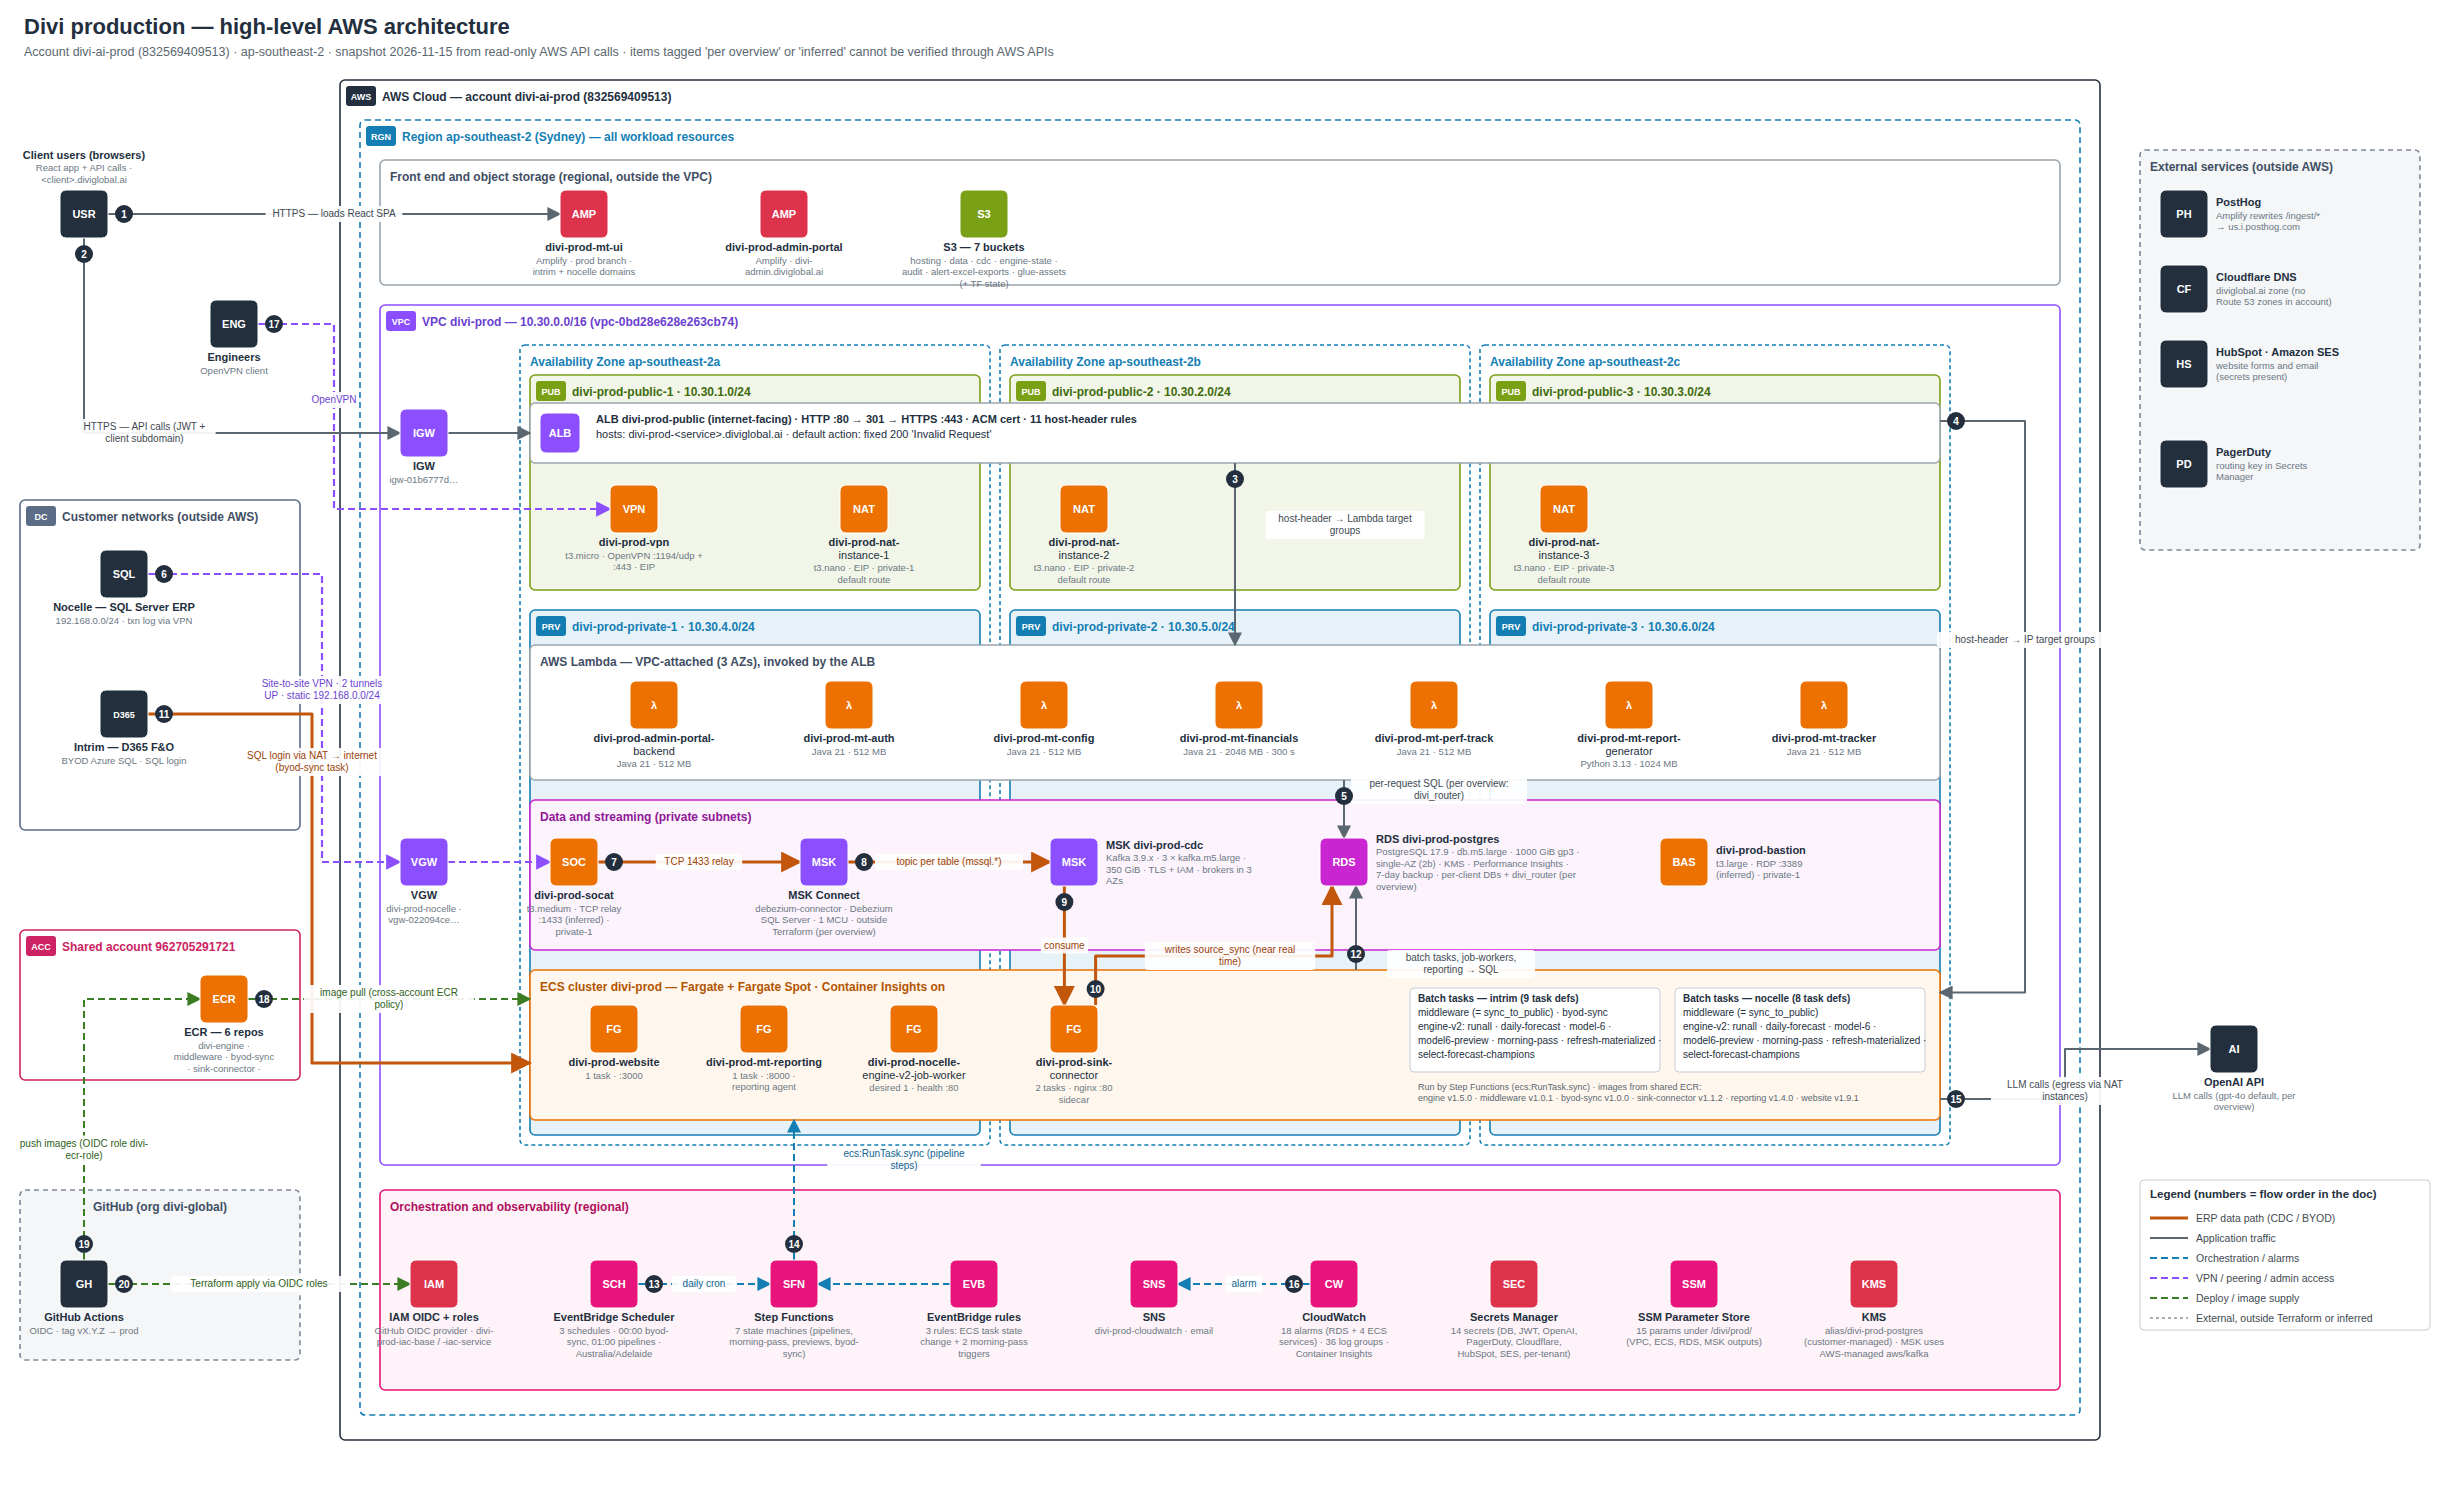 Divi production — high-level AWS architecture
Account divi-ai-prod (832569409513) · ap-southeast-2 · snapshot 2026-11-15 from read-only AWS API calls · items tagged 'per overview' or 'inferred' cannot be verified through AWS APIs
AWS
AWS Cloud — account divi-ai-prod (832569409513)
RGN
Region ap-southeast-2 (Sydney) — all workload resources
Client users (browsers)
React app + API calls ·
<client>.diviglobal.ai
USR
1
2
HTTPS — loads React SPA
Front end and object storage (regional, outside the VPC)
AMP
divi-prod-mt-ui
Amplify · prod branch ·
intrim + nocelle domains
AMP
divi-prod-admin-portal
Amplify · divi-
admin.diviglobal.ai
S3
S3 — 7 buckets
hosting · data · cdc · engine-state ·
audit · alert-excel-exports · glue-assets
(+ TF state)
External services (outside AWS)
PH
PostHog
Amplify rewrites /ingest/*
→ us.i.posthog.com
CF
Cloudflare DNS
diviglobal.ai zone (no
Route 53 zones in account)
HS
HubSpot · Amazon SES
website forms and email
(secrets present)
PD
PagerDuty
routing key in Secrets
Manager
ENG
17
Engineers
OpenVPN client
OpenVPN
HTTPS — API calls (JWT +
client subdomain)
VPC
VPC divi-prod — 10.30.0.0/16 (vpc-0bd28e628e263cb74)
IGW
IGW
igw-01b6777d…
Availability Zone ap-southeast-2a
Availability Zone ap-southeast-2b
Availability Zone ap-southeast-2c
PUB
divi-prod-public-1 · 10.30.1.0/24
PUB
divi-prod-public-2 · 10.30.2.0/24
PUB
divi-prod-public-3 · 10.30.3.0/24
ALB
ALB divi-prod-public (internet-facing) · HTTP :80 → 301 → HTTPS :443 · ACM cert · 11 host-header rules
hosts: divi-prod-<service>.diviglobal.ai · default action: fixed 200 'Invalid Request'
4
3
VPN
divi-prod-vpn
t3.micro · OpenVPN :1194/udp +
:443 · EIP
NAT
divi-prod-nat-
instance-1
t3.nano · EIP · private-1
default route
NAT
divi-prod-nat-
instance-2
t3.nano · EIP · private-2
default route
host-header → Lambda target
groups
NAT
divi-prod-nat-
instance-3
t3.nano · EIP · private-3
default route
DC
Customer networks (outside AWS)
SQL
6
Nocelle — SQL Server ERP
192.168.0.0/24 · txn log via VPN
Site-to-site VPN · 2 tunnels
UP · static 192.168.0.0/24
D365
11
Intrim — D365 F&O
BYOD Azure SQL · SQL login
SQL login via NAT → internet
(byod-sync task)
PRV
divi-prod-private-1 · 10.30.4.0/24
PRV
divi-prod-private-2 · 10.30.5.0/24
PRV
divi-prod-private-3 · 10.30.6.0/24
host-header → IP target groups
AWS Lambda — VPC-attached (3 AZs), invoked by the ALB
λ
divi-prod-admin-portal-
backend
Java 21 · 512 MB
λ
divi-prod-mt-auth
Java 21 · 512 MB
λ
divi-prod-mt-config
Java 21 · 512 MB
λ
divi-prod-mt-financials
Java 21 · 2048 MB · 300 s
λ
divi-prod-mt-perf-track
Java 21 · 512 MB
λ
divi-prod-mt-report-
generator
Python 3.13 · 1024 MB
λ
divi-prod-mt-tracker
Java 21 · 512 MB
5
per-request SQL (per overview:
divi_router)
Data and streaming (private subnets)
VGW
VGW
divi-prod-nocelle ·
vgw-022094ce…
SOC
7
divi-prod-socat
t3.medium · TCP relay
:1433 (inferred) ·
private-1
TCP 1433 relay
MSK
8
MSK Connect
debezium-connector · Debezium
SQL Server · 1 MCU · outside
Terraform (per overview)
topic per table (mssql.*)
MSK
MSK divi-prod-cdc
Kafka 3.9.x · 3 × kafka.m5.large ·
350 GiB · TLS + IAM · brokers in 3
AZs
9
RDS
RDS divi-prod-postgres
PostgreSQL 17.9 · db.m5.large · 1000 GiB gp3 ·
single-AZ (2b) · KMS · Performance Insights ·
7-day backup · per-client DBs + divi_router (per
overview)
BAS
divi-prod-bastion
t3.large · RDP :3389
(inferred) · private-1
consume
writes source_sync (near real
time)
12
batch tasks, job-workers,
reporting → SQL
ACC
Shared account 962705291721
ECR
18
ECR — 6 repos
divi-engine ·
middleware · byod-sync
· sink-connector ·
image pull (cross-account ECR
policy)
ECS cluster divi-prod — Fargate + Fargate Spot · Container Insights on
10
FG
divi-prod-website
1 task · :3000
FG
divi-prod-mt-reporting
1 task · :8000 ·
reporting agent
FG
divi-prod-nocelle-
engine-v2-job-worker
desired 1 · health :80
FG
divi-prod-sink-
connector
2 tasks · nginx :80
sidecar
Batch tasks — intrim (9 task defs)
middleware (= sync_to_public) · byod-sync
engine-v2: runall · daily-forecast · model-6 ·
model6-preview · morning-pass · refresh-materialized ·
select-forecast-champions
Batch tasks — nocelle (8 task defs)
middleware (= sync_to_public)
engine-v2: runall · daily-forecast · model-6 ·
model6-preview · morning-pass · refresh-materialized ·
select-forecast-champions
Run by Step Functions (ecs:RunTask.sync) · images from shared ECR:
engine v1.5.0 · middleware v1.0.1 · byod-sync v1.0.0 · sink-connector v1.1.2 · reporting v1.4.0 · website v1.9.1
15
LLM calls (egress via NAT
instances)
AI
OpenAI API
LLM calls (gpt-4o default, per
overview)
push images (OIDC role divi-
ecr-role)
ecs:RunTask.sync (pipeline
steps)
GitHub (org divi-global)
19
GH
20
GitHub Actions
OIDC · tag vX.Y.Z → prod
Terraform apply via OIDC roles
Orchestration and observability (regional)
14
IAM
IAM OIDC + roles
GitHub OIDC provider · divi-
prod-iac-base / -iac-service
SCH
13
daily cron
EventBridge Scheduler
3 schedules · 00:00 byod-
sync, 01:00 pipelines ·
Australia/Adelaide
SFN
Step Functions
7 state machines (pipelines,
morning-pass, previews, byod-
sync)
EVB
EventBridge rules
3 rules: ECS task state
change + 2 morning-pass
triggers
SNS
SNS
divi-prod-cloudwatch · email
alarm
16
CW
CloudWatch
18 alarms (RDS + 4 ECS
services) · 36 log groups ·
Container Insights
SEC
Secrets Manager
14 secrets (DB, JWT, OpenAI,
PagerDuty, Cloudflare,
HubSpot, SES, per-tenant)
SSM
SSM Parameter Store
15 params under /divi/prod/
(VPC, ECS, RDS, MSK outputs)
KMS
KMS
alias/divi-prod-postgres
(customer-managed) · MSK uses
AWS-managed aws/kafka
Legend (numbers = flow order in the doc)
ERP data path (CDC / BYOD)
Application traffic
Orchestration / alarms
VPN / peering / admin access
Deploy / image supply
External, outside Terraform or inferred